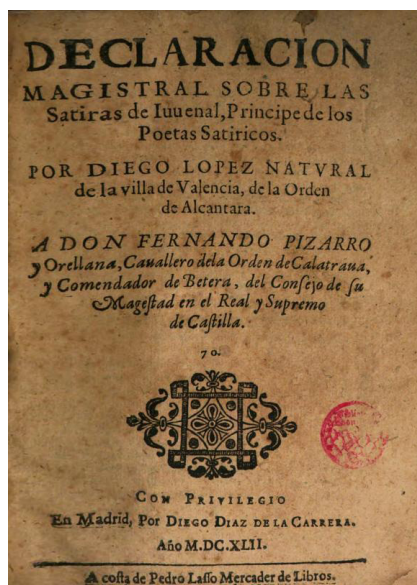 DECLARACION
MAGISTRAL SOBRE LAS
Satiras de Iuuenal, Principe de los
Poetas Satiricos.
POR DIEGO LOPEZ NATVRAL
de la villa de Valencia, de la Orden
de Alcantara.
A DON FERNANDO PIZARRO
y Orellana, Cauallero dela Orden de Calatraua,
y Comendador de Betera, del Consejo de su
Magestad en el Real y Supremo
de Castilla.
70.
CON PRIVILEGIO
En Madrid, Por DIEGO DIAZ DE LA CARRERA.
Año M.DC.XLII.
A costa de Pedro Lasso Mercader de Libros.